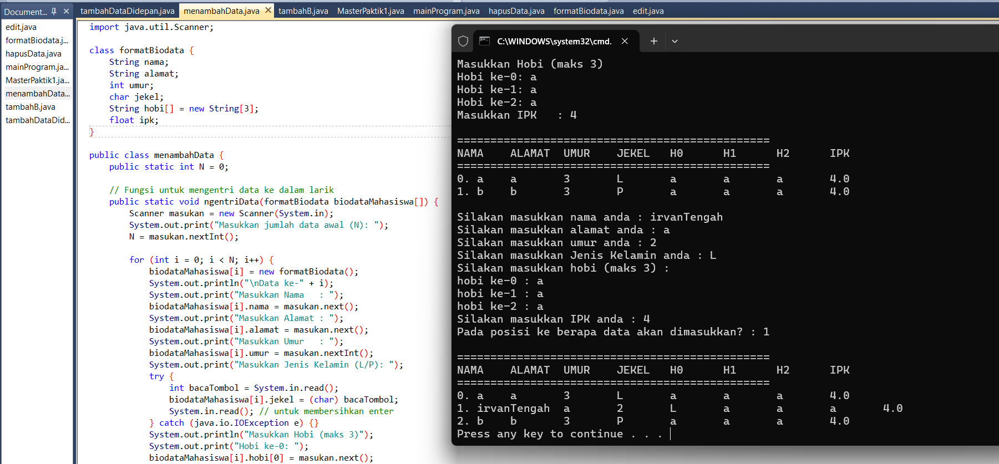 Document...
edit.java
formatBiodata.j...
hapusData.java
mainProgram.ja...
MasterPaktik1.ja...
menambahData...
tambahB.java
tambahDataDid...
tambahDataDidepan.java menambahData.java tambahB.java MasterPaktik1.java mainProgram.java hapusData.java formatBiodata.java edit.java
import java.util.Scanner;
class formatBiodata {
String nama;
String alamat;
int umur;
char jekel;
String hobi[] = new String[3];
float ipk;
}
public class menambahData {
public static int N = 0;
// Fungsi untuk mengentri data ke dalam larik
public static void ngentriData(formatBiodata biodataMahasiswa[]) {
Scanner masukan = new Scanner(System.in);
System.out.print("Masukkan jumlah data awal (N): ");
N = masukan.nextInt();
for (int i = 0; i < N; i++) {
biodataMahasiswa[i] = new formatBiodata();
System.out.println("\nData ke-" + i);
System.out.print("Masukkan Nama   : ");
biodataMahasiswa[i].nama = masukan.next();
System.out.print("Masukkan Alamat : ");
biodataMahasiswa[i].alamat = masukan.next();
System.out.print("Masukkan Umur   : ");
biodataMahasiswa[i].umur = masukan.nextInt();
System.out.print("Masukkan Jenis Kelamin (L/P): ");
try {
int bacaTombol = System.in.read();
biodataMahasiswa[i].jekel = (char) bacaTombol;
System.in.read(); // untuk membersihkan enter
} catch (java.io.IOException e) {}
System.out.println("Masukkan Hobi (maks 3)");
System.out.print("Hobi ke-0: ");
biodataMahasiswa[i].hobi[0] = masukan.next();
C:\WINDOWS\system32\cmd.
Masukkan Hobi (maks 3)
Hobi ke-0: a
Hobi ke-1: a
Hobi ke-2: a
Masukkan IPK   : 4
===============================================
NAMA    ALAMAT  UMUR    JEKEL   H0      H1      H2      IPK
===============================================
0. a    a       3       L       a       a       a       4.0
1. b    b       3       P       a       a       a       4.0
Silakan masukkan nama anda : irvanTengah
Silakan masukkan alamat anda : a
Silakan masukkan umur anda : 2
Silakan masukkan Jenis Kelamin anda : L
Silakan masukkan hobi (maks 3) :
hobi ke-0 : a
hobi ke-1 : a
hobi ke-2 : a
Silakan masukkan IPK anda : 4
Pada posisi ke berapa data akan dimasukkan? : 1
===============================================
NAMA    ALAMAT  UMUR    JEKEL   H0      H1      H2      IPK
===============================================
0. a    a       3       L       a       a       a       4.0
1. irvanTengah  a       2       L       a       a       a       4.0
2. b    b       3       P       a       a       a       4.0
Press any key to continue . . .